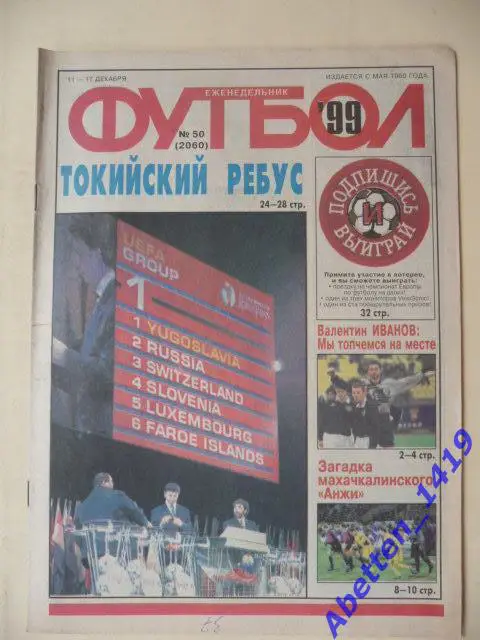 11 – 17 ДЕКАБРЯ
ИЗДАЕТСЯ С МАЯ 1960 ГОДА
ЕЖЕНЕДЕЛЬНИК
ФУТБОЛ
'99
№ 50
(2060)
ТОКИЙСКИЙ РЕБУС
24–28 стр.
ПОДПИШИСЬ
И
ВЫИГРАЙ
Примите участие в лотерее,
и вы сможете выиграть:
32 стр.
Валентин ИВАНОВ:
Мы топчемся на месте
2–4 стр.
Загадка
махачкалинского
«Анжи»
8–10 стр.
UEFA
GROUP
1
1 YUGOSLAVIA
2 RUSSIA
3 SWITZERLAND
4 SLOVENIA
5 LUXEMBOURG
6 FAROE ISLANDS
Abetten_1419